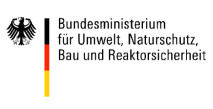 Bundesministerium
für Umwelt, Naturschutz,
Bau und Reaktorsicherheit